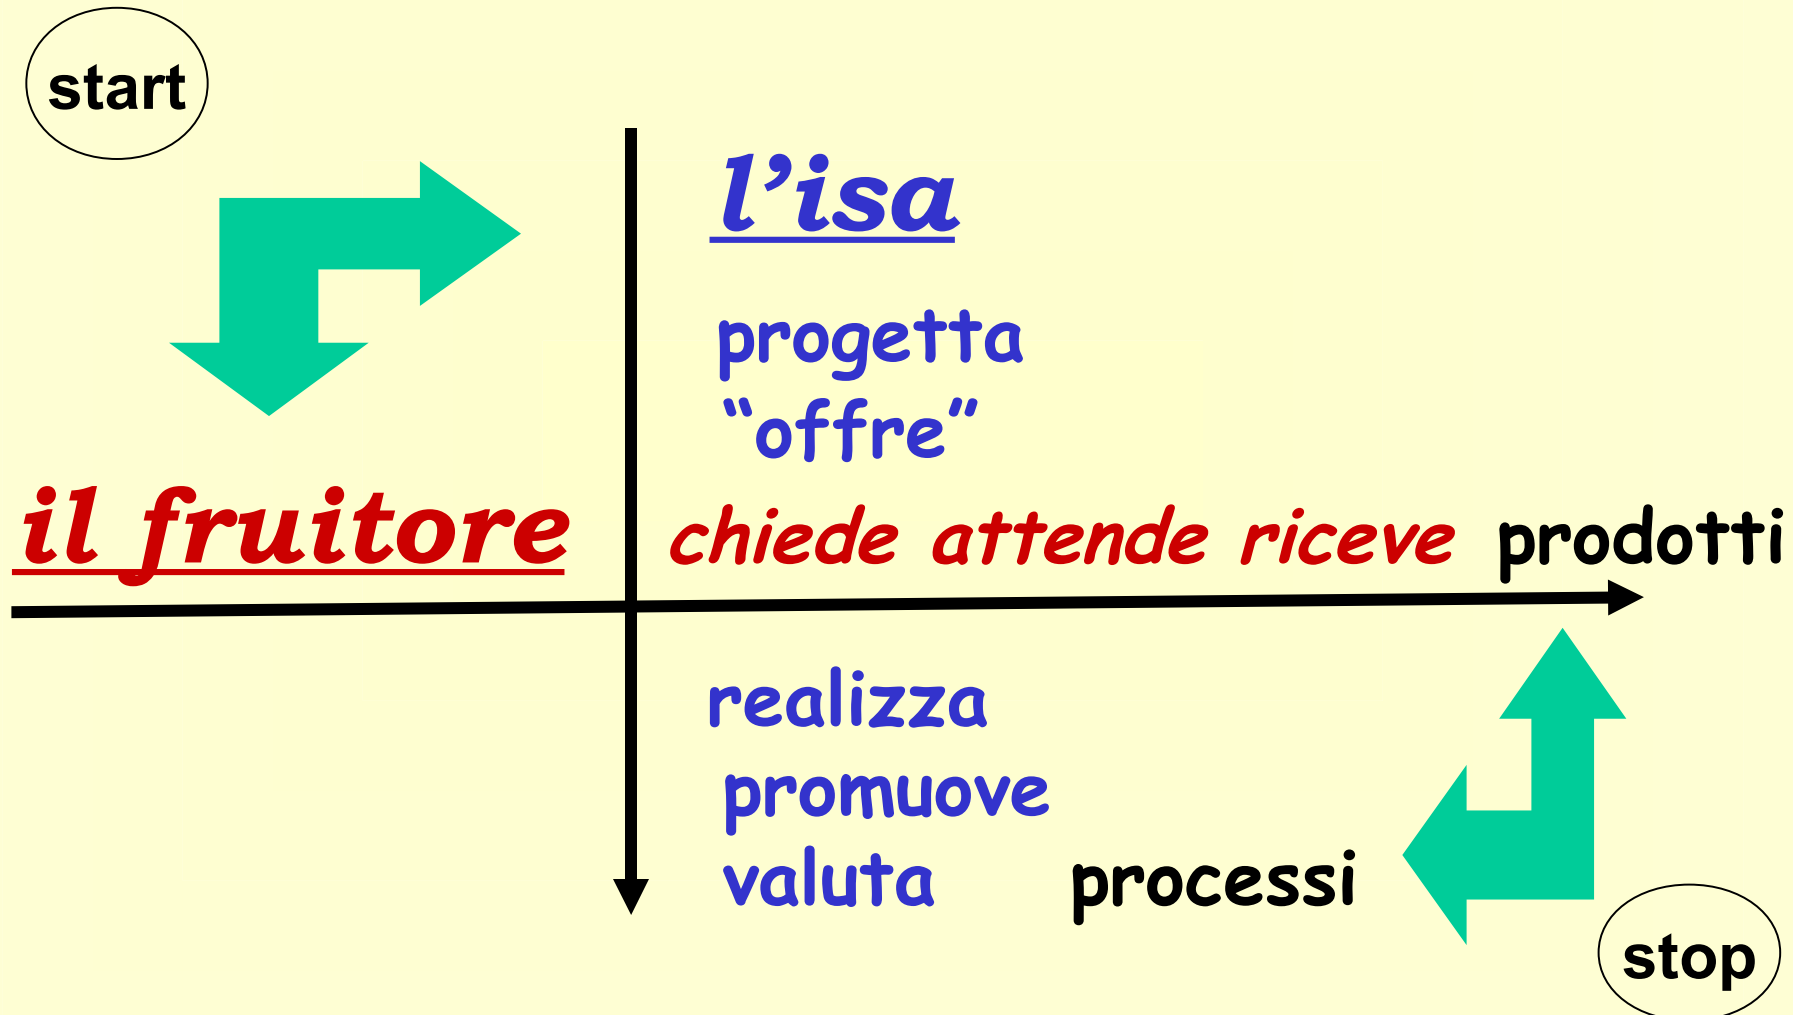 start
l’isa
progetta
“offre”
il fruitore chiede attende riceve prodotti
realizza
promuove
valuta processi
stop